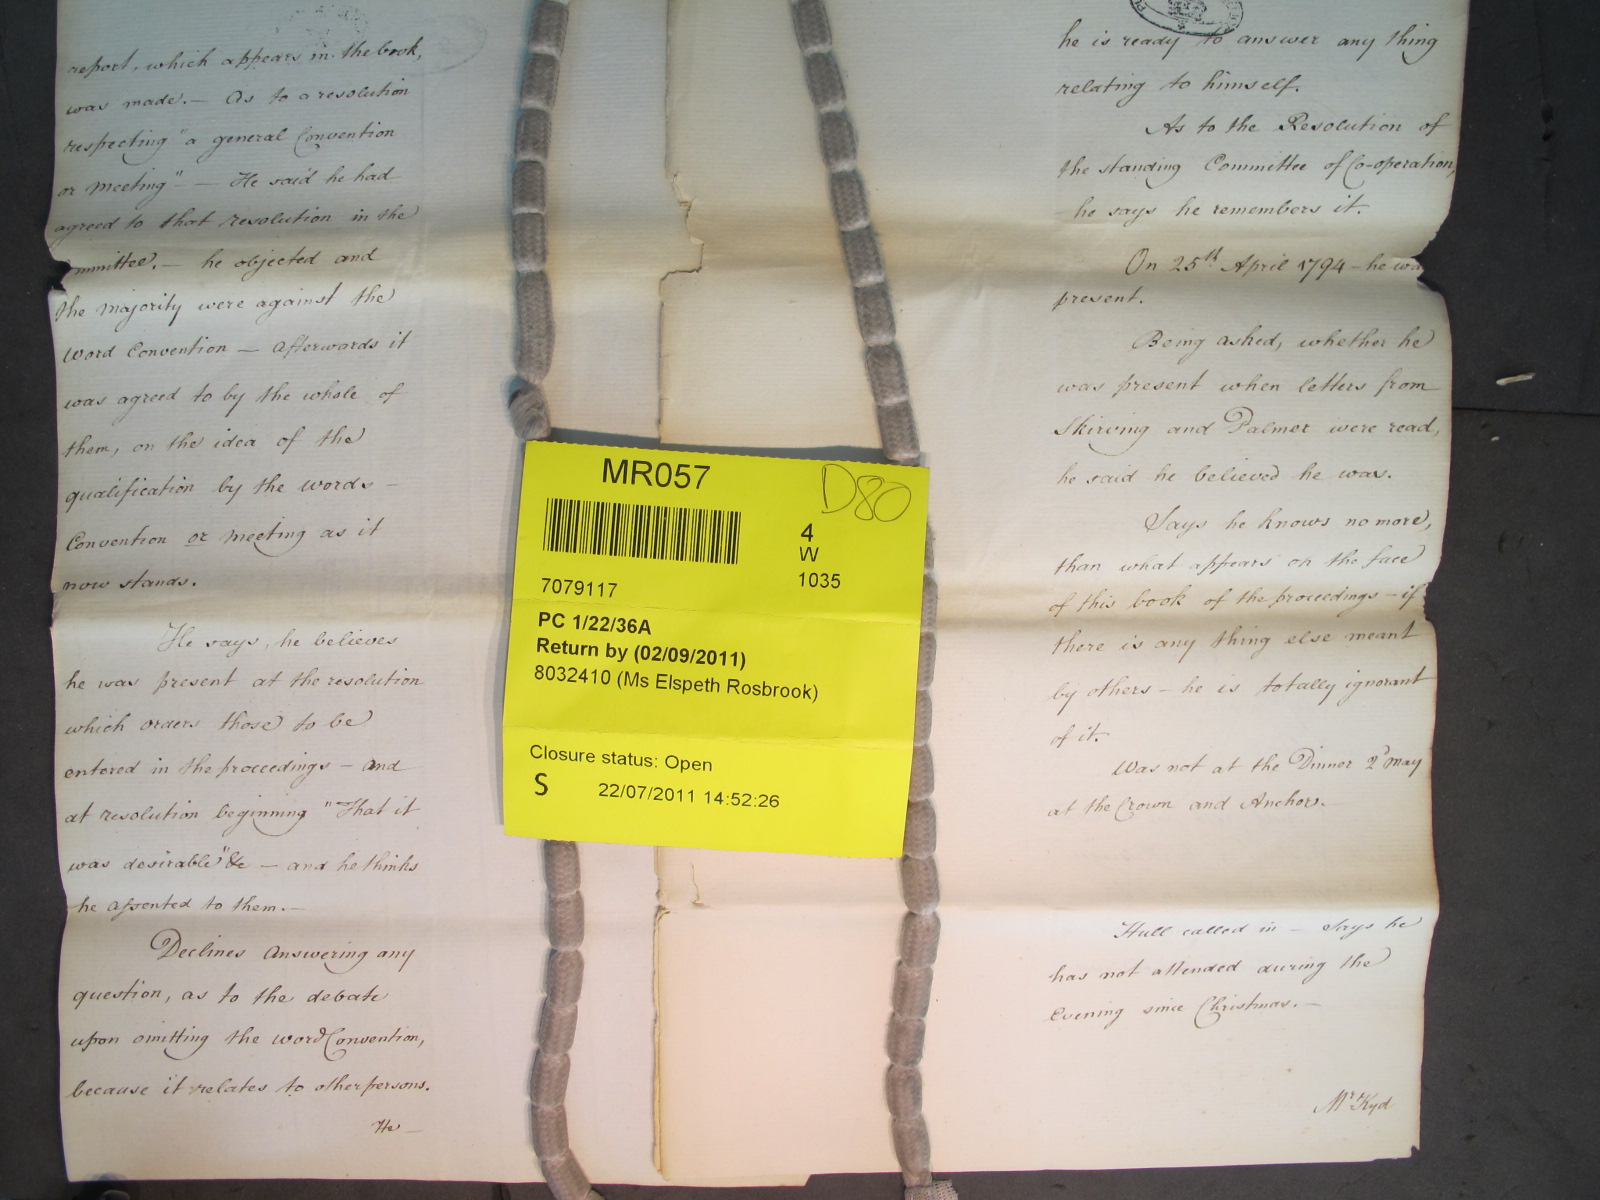 report, which appears in the book,
was made. — As to a resolution
respecting "a general Convention
or meeting" — He said he had
agreed to that resolution in the
mmittee. — he objected and
the majority were against the
Word Convention — afterwards it
was agreed to by the whole of
them, on the idea of the
qualification by the words —
Convention or meeting as it
now stands.
He says, he believes
he was present at the resolution
which orders those to be
entered in the proceedings — and
at resolution beginning "That it
was desirable" &c — and he thinks
he assented to them. —
Declines answering any
question, as to the debate
upon omitting the word Convention,
because it relates to other persons.
He —
MR057
D80
4
W
1035
7079117
PC 1/22/36A
Return by (02/09/2011)
8032410 (Ms Elspeth Rosbrook)
Closure status: Open
S 22/07/2011 14:52:26
he is ready to answer any thing
relating to himself.
As to the Resolution of
the standing Committee of Co-operation,
he says he remembers it.
On 25th April 1794 — he was
present.
Being asked, whether he
was present when letters from
Skirving and Palmer were read,
he said he believed he was.
Says he knows no more,
than what appears on the face
of this book of the proceedings — if
there is any thing else meant
by others — he is totally ignorant
of it.
Was not at the Dinner 2d May
at the Crown and Anchor. —
Hull called in — Says he
has not attended during the
Evening since Christmas. —
Mr Kyd